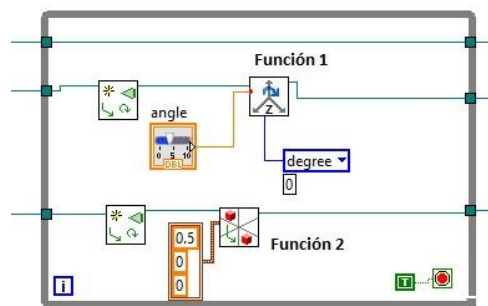 Función 1
Z
angle
0 5 10
DBL
degree
0
0.5
0
0
Función 2
i
T